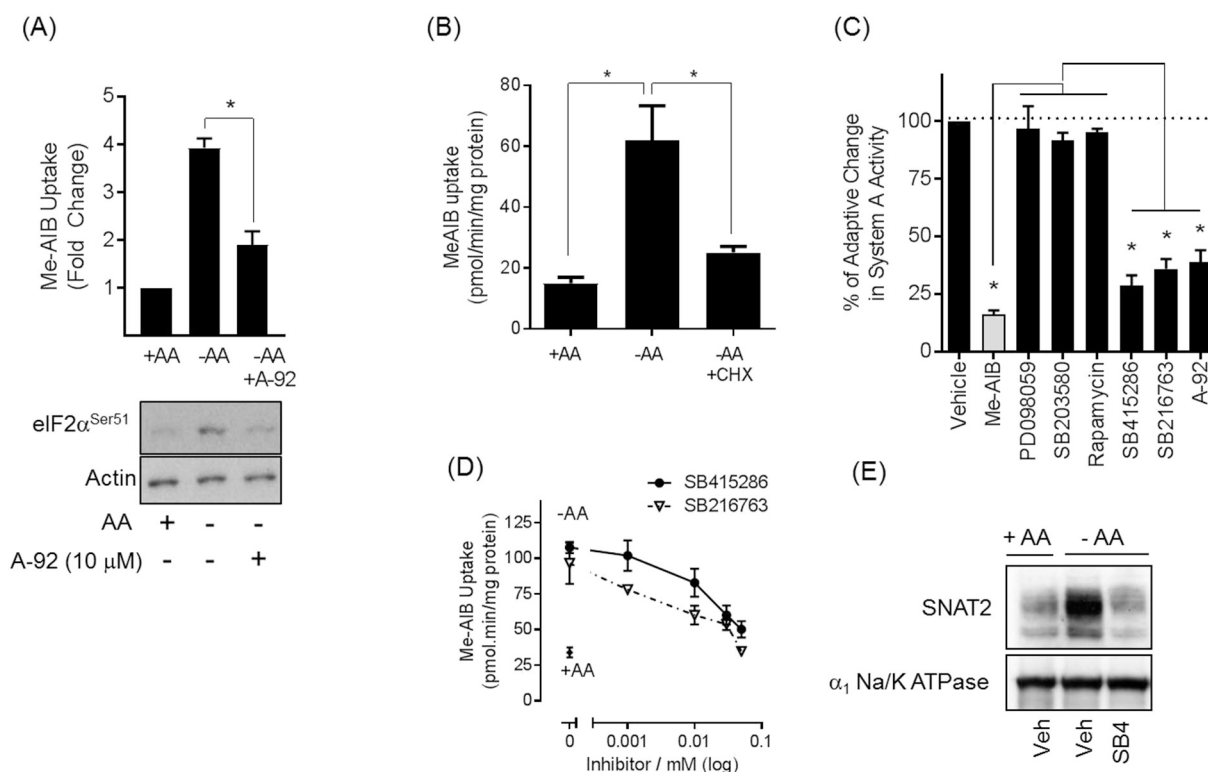 (A)
Me-AIB Uptake
(Fold Change)
5
4
3
2
1
*
+AA
-AA
-AA
+A-92
eIF2α^Ser51
Actin
AA
+
-
-
A-92 (10 μM)
-
-
+
(B)
MeAIB uptake
(pmol/min/mg protein)
80
60
40
20
0
*
*
+AA
-AA
-AA
+CHX
(C)
% of Adaptive Change
in System A Activity
100
75
50
25
0
*
*
*
*
Vehicle
Me-AIB
PD098059
SB203580
Rapamycin
SB415286
SB216763
A-92
(D)
SB415286
SB216763
Me-AIB Uptake
(pmol.min/mg protein)
125
100
75
50
25
0
-AA
+AA
0
0.001
0.01
0.1
Inhibitor / mM (log)
(E)
+ AA
- AA
SNAT2
α1 Na/K ATPase
Veh
Veh
SB4